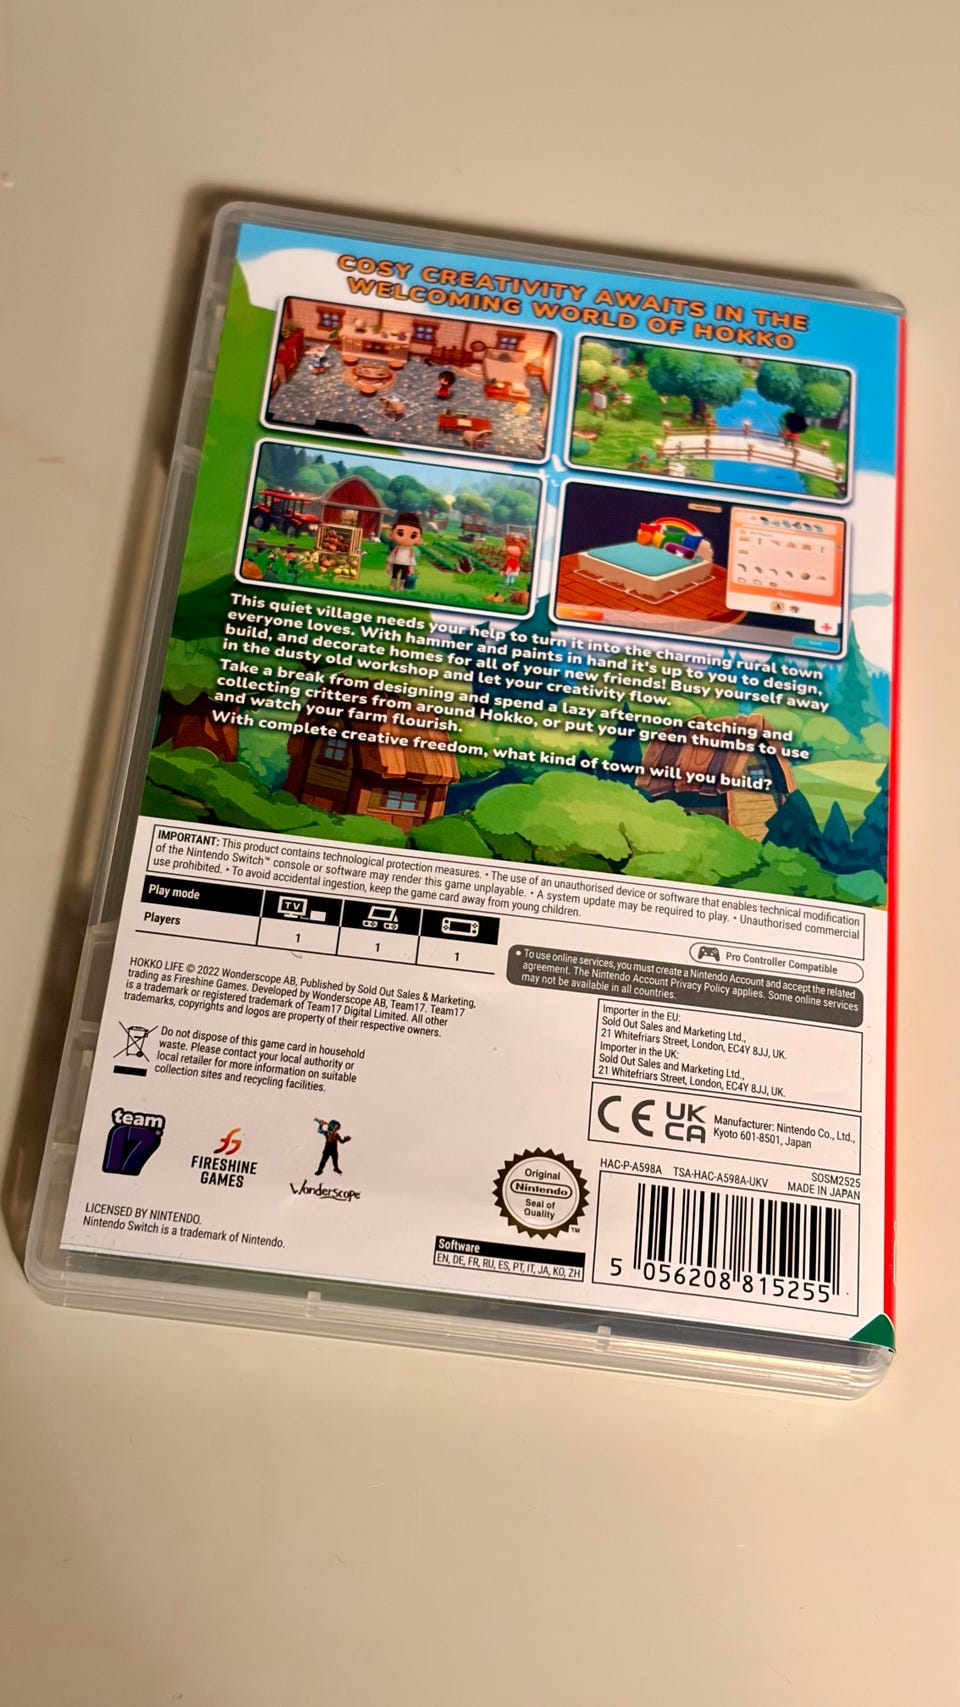 COSY CREATIVITY AWAITS IN THE
WELCOMING WORLD OF HOKKO
This quiet village needs your help to turn it into the charming rural town
everyone loves. With hammer and paints in hand it's up to you to design,
build, and decorate homes for all of your new friends! Busy yourself away
in the dusty old workshop and let your creativity flow.
Take a break from designing and spend a lazy afternoon catching and
collecting critters from around Hokko, or put your green thumbs to use
and watch your farm flourish.
With complete creative freedom, what kind of town will you build?
IMPORTANT: This product contains technological protection measures. • The use of an unauthorised device or software that enables technical modification
of the Nintendo Switch™ console or software may render this game unplayable. • A system update may be required to play. • Unauthorised commercial
use prohibited. • To avoid accidental ingestion, keep the game card away from young children.
Play mode
TV
Players
1
1
1
Pro Controller Compatible
• To use online services, you must create a Nintendo Account and accept the related
agreement. The Nintendo Account Privacy Policy applies. Some online services
may not be available in all countries.
HOKKO LIFE © 2022 Wonderscope AB, Published by Sold Out Sales & Marketing,
trading as Fireshine Games. Developed by Wonderscope AB, Team17. Team17
is a trademark or registered trademark of Team17 Digital Limited. All other
trademarks, copyrights and logos are property of their respective owners.
Importer in the EU:
Sold Out Sales and Marketing Ltd.,
21 Whitefriars Street, London, EC4Y 8JJ, UK.
Importer in the UK:
Sold Out Sales and Marketing Ltd.,
21 Whitefriars Street, London, EC4Y 8JJ, UK.
Do not dispose of this game card in household
waste. Please contact your local authority or
local retailer for more information on suitable
collection sites and recycling facilities.
CE
UK
CA
Manufacturer: Nintendo Co., Ltd.,
Kyoto 601-8501, Japan
team
17
FIRESHINE
GAMES
Wonderscope
Original
Nintendo
Seal of
Quality
TM
HAC-P-A598A TSA-HAC-A598A-UKV
SOSM2525
MADE IN JAPAN
LICENSED BY NINTENDO.
Nintendo Switch is a trademark of Nintendo.
Software
EN, DE, FR, RU, ES, PT, IT, JA, KO, ZH
5 056208 815255